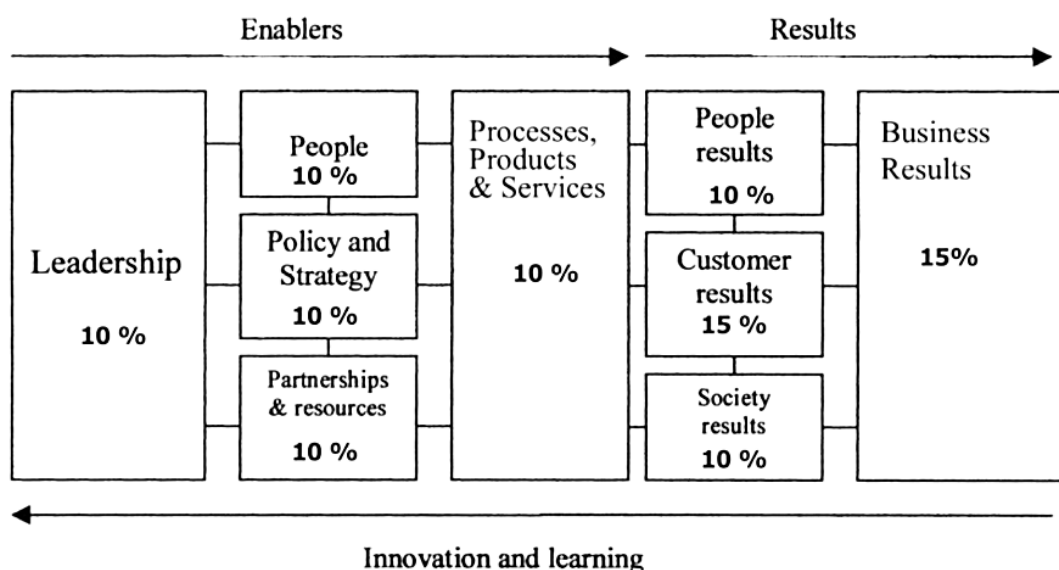 Enablers
Results
Leadership
10 %
People
10 %
Policy and
Strategy
10 %
Partnerships
& resources
10 %
Processes,
Products
& Services
10 %
People
results
10 %
Customer
results
15 %
Society
results
10 %
Business
Results
15%
Innovation and learning